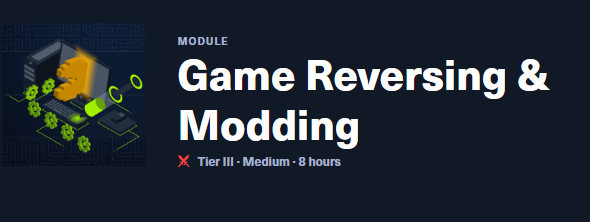 MODULE
Game Reversing &
Modding
Tier III · Medium · 8 hours